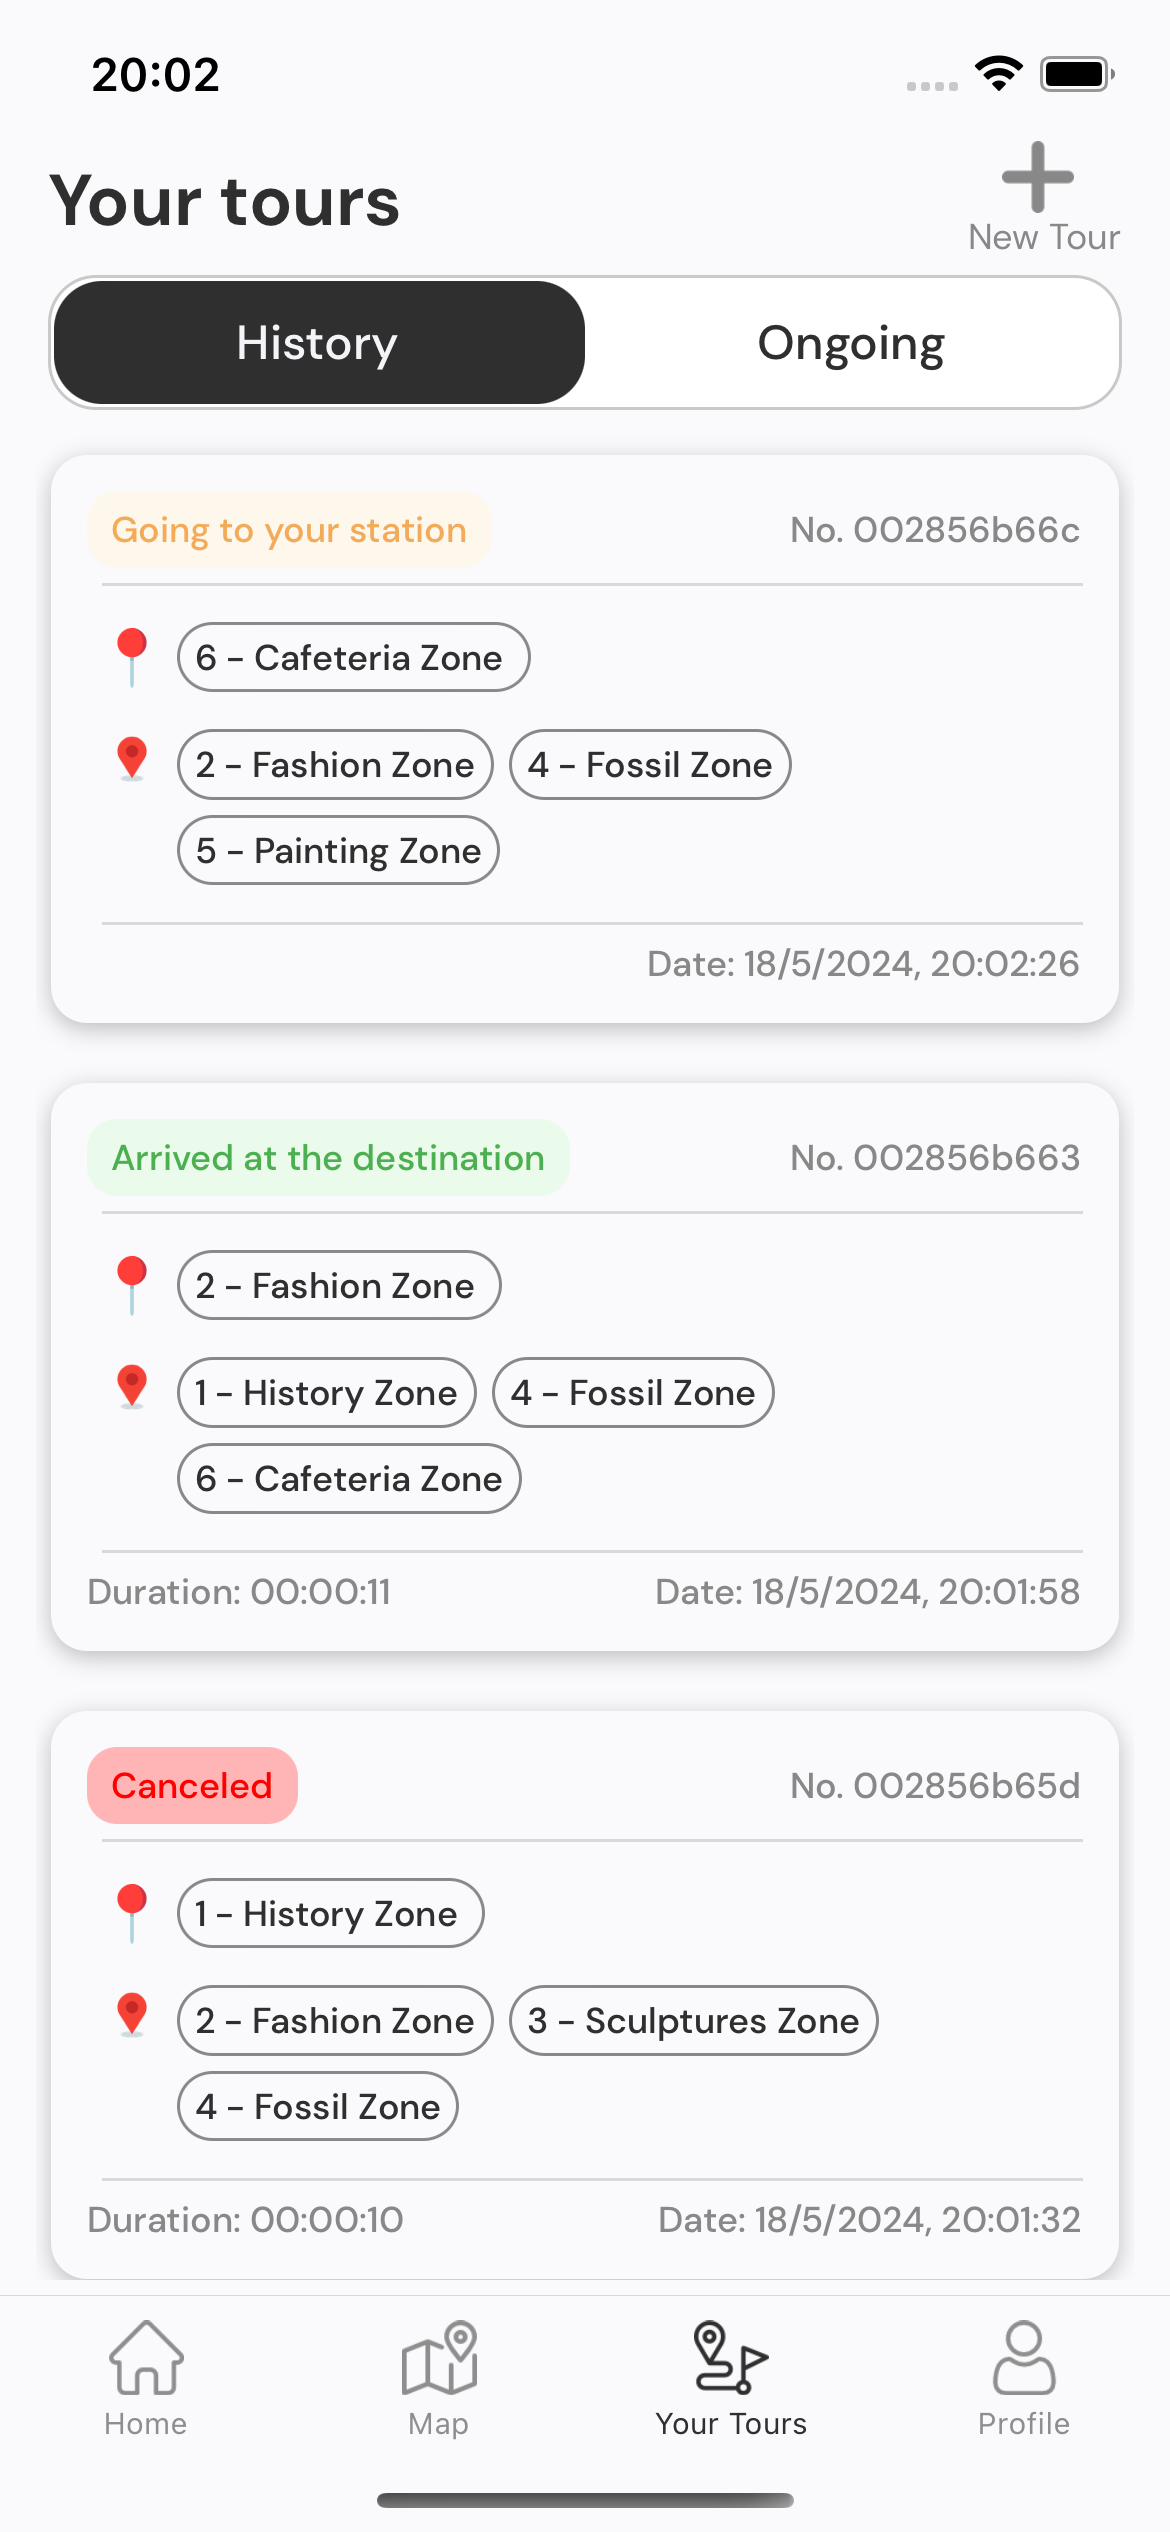 20:02
Your tours
New Tour
History Ongoing
Going to your station No. 002856b66c
6 - Cafeteria Zone
2 - Fashion Zone 4 - Fossil Zone
5 - Painting Zone
Date: 18/5/2024, 20:02:26
Arrived at the destination No. 002856b663
2 - Fashion Zone
1 - History Zone 4 - Fossil Zone
6 - Cafeteria Zone
Duration: 00:00:11 Date: 18/5/2024, 20:01:58
Canceled No. 002856b65d
1 - History Zone
2 - Fashion Zone 3 - Sculptures Zone
4 - Fossil Zone
Duration: 00:00:10 Date: 18/5/2024, 20:01:32
Home Map Your Tours Profile